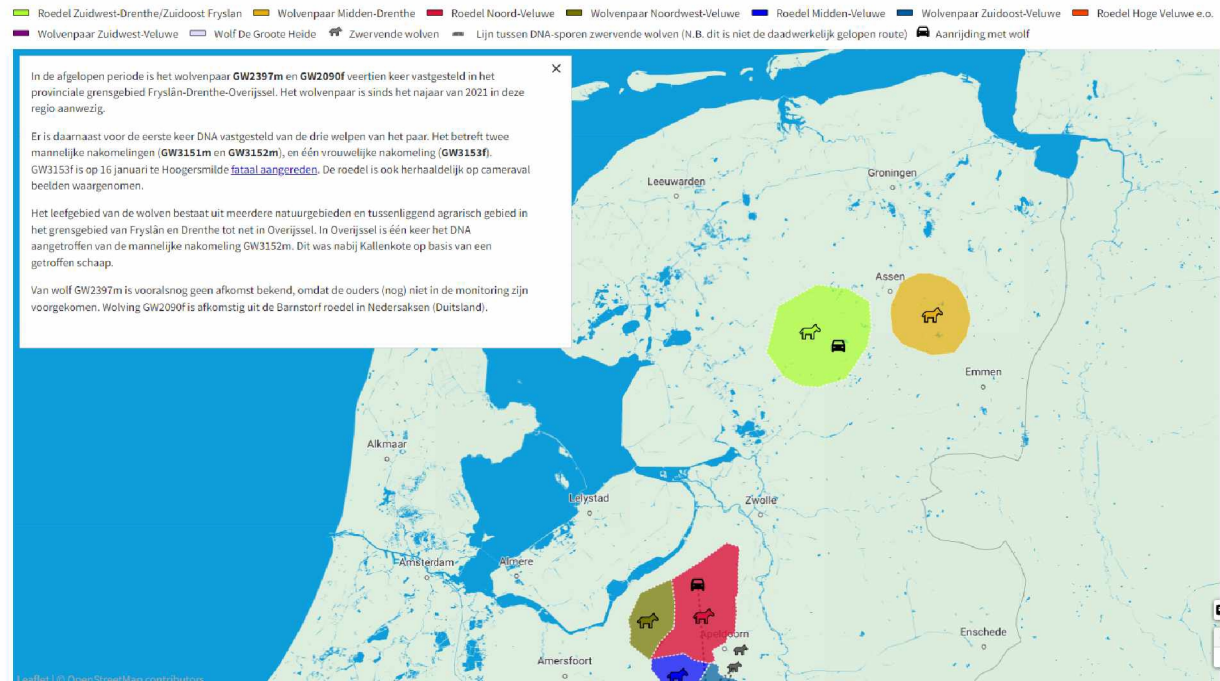 Roedel Zuidwest-Drenthe/Zuidoost Fryslan Wolvenpaar Midden-Drenthe Roedel Noord-Veluwe Wolvenpaar Noordwest-Veluwe Roedel Midden-Veluwe Wolvenpaar Zuidoost-Veluwe Roedel Hoge Veluwe e.o.
Wolvenpaar Zuidwest-Veluwe Wolf De Groote Heide Zwervende wolven Lijn tussen DNA-sporen zwervende wolven (N.B. dit is niet de daadwerkelijk gelopen route) Aanrijding met wolf
In de afgelopen periode is het wolvenpaar GW2397m en GW2090f veertien keer vastgesteld in het
provinciale grensgebied Fryslân-Drenthe-Overijssel. Het wolvenpaar is sinds het najaar van 2021 in deze
regio aanwezig.
Er is daarnaast voor de eerste keer DNA vastgesteld van de drie welpen van het paar. Het betreft twee
mannelijke nakomelingen (GW3151m en GW3152m), en één vrouwelijke nakomeling (GW3153f).
GW3153f is op 16 januari te Hoogersmilde fataal aangereden. De roedel is ook herhaaldelijk op cameraval
beelden waargenomen.
Het leefgebied van de wolven bestaat uit meerdere natuurgebieden en tussenliggend agrarisch gebied in
het grensgebied van Fryslân en Drenthe tot net in Overijssel. In Overijssel is één keer het DNA
aangetroffen van de mannelijke nakomeling GW3152m. Dit was nabij Kallenkote op basis van een
getroffen schaap.
Van wolf GW2397m is vooralsnog geen afkomst bekend, omdat de ouders (nog) niet in de monitoring zijn
voorgekomen. Wolving GW2090f is afkomstig uit de Barnstorf roedel in Nedersaksen (Duitsland).
Groningen
Leeuwarden
Assen
Emmen
Alkmaar
Lelystad
Zwolle
Amsterdam
Almere
Apeldoorn
Enschede
Amersfoort
Leaflet | © OpenStreetMap contributors